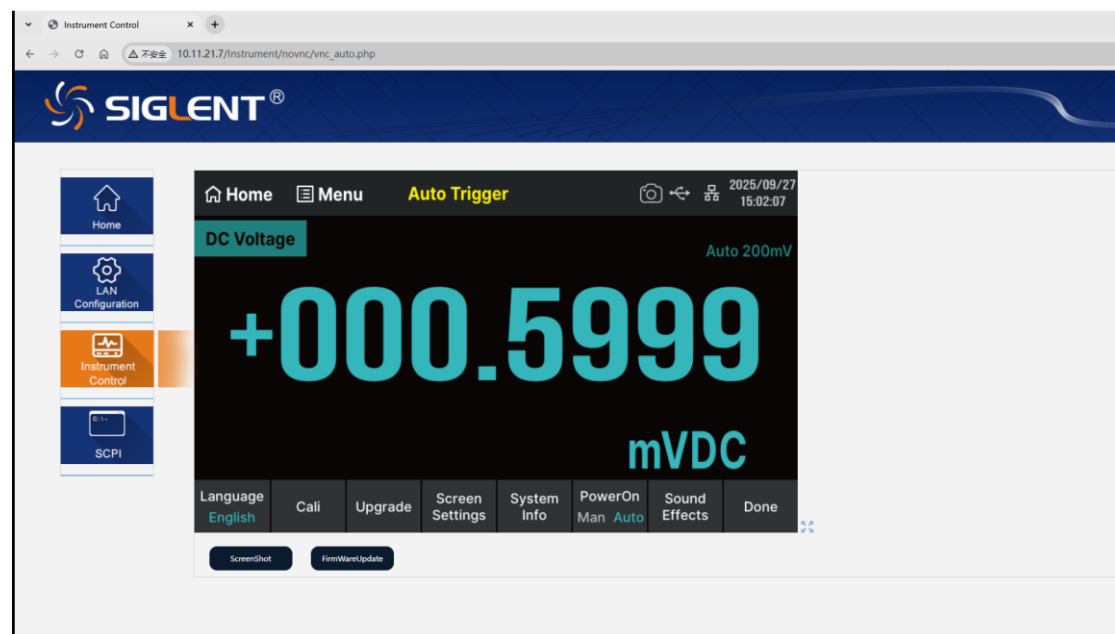 Instrument Control
不安全 10.11.21.7/Instrument/novnc/vnc_auto.php
SIGLENT®
Home
LAN
Configuration
Instrument
Control
C:\-
SCPI
Home Menu Auto Trigger 2025/09/27
15:02:07
DC Voltage
Auto 200mV
+000.5999
mVDC
Language
English
Cali
Upgrade
Screen
Settings
System
Info
PowerOn
Man Auto
Sound
Effects
Done
ScreenShot
FirmWareUpdate